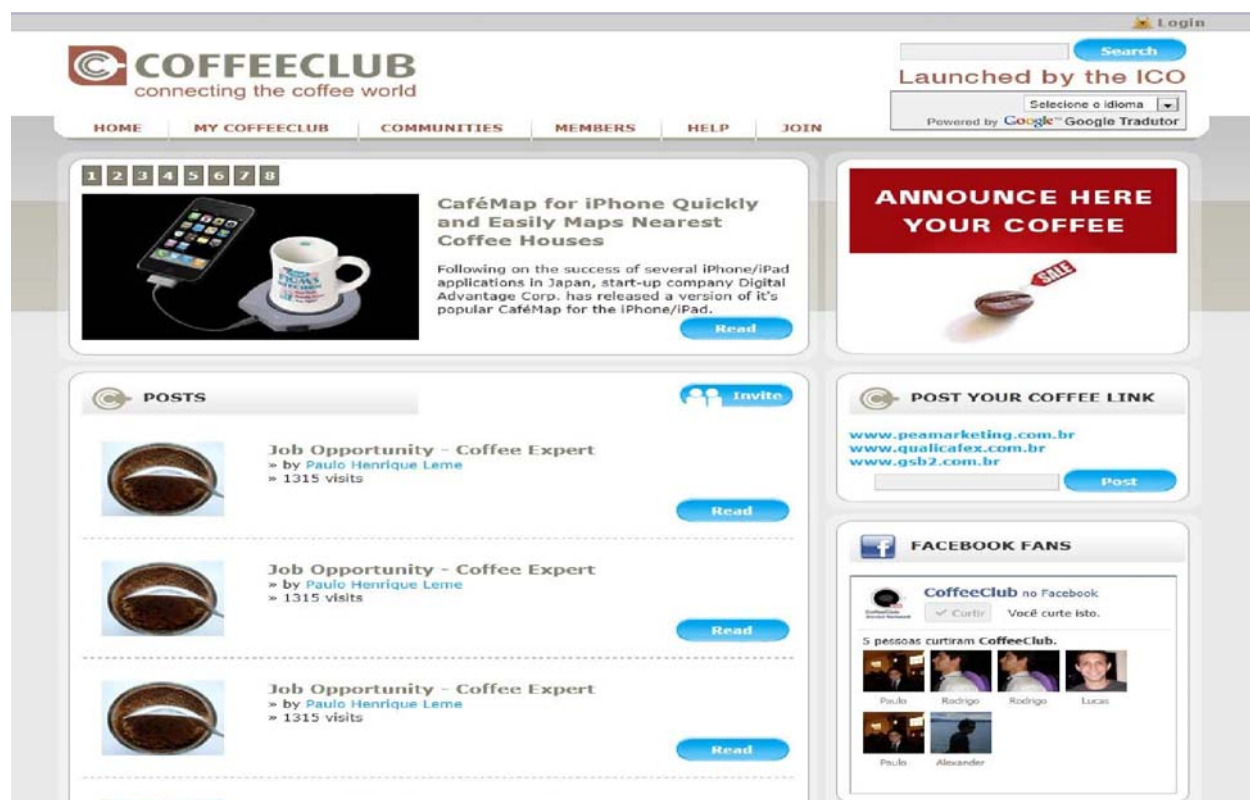 Login
COFFEECLUB
connecting the coffee world
Search
Launched by the ICO
Selecione o idioma
Powered by Google™ Google Tradutor
HOME MY COFFEECLUB COMMUNITIES MEMBERS HELP JOIN
1 2 3 4 5 6 7 8
CaféMap for iPhone Quickly
and Easily Maps Nearest
Coffee Houses
Following on the success of several iPhone/iPad
applications in Japan, start-up company Digital
Advantage Corp. has released a version of it's
popular CaféMap for the iPhone/iPad.
Read
ANNOUNCE HERE
YOUR COFFEE
SALE
POSTS
Invite
Job Opportunity - Coffee Expert
» by Paulo Henrique Leme
» 1315 visits
Read
Job Opportunity - Coffee Expert
» by Paulo Henrique Leme
» 1315 visits
Read
Job Opportunity - Coffee Expert
» by Paulo Henrique Leme
» 1315 visits
Read
POST YOUR COFFEE LINK
www.peamarketing.com.br
www.qualicafex.com.br
www.gsb2.com.br
Post
FACEBOOK FANS
CoffeeClub no Facebook
Curtir Você curte isto.
5 pessoas curtiram CoffeeClub.
Paulo Rodrigo Rodrigo Lucas
Paulo Alexander